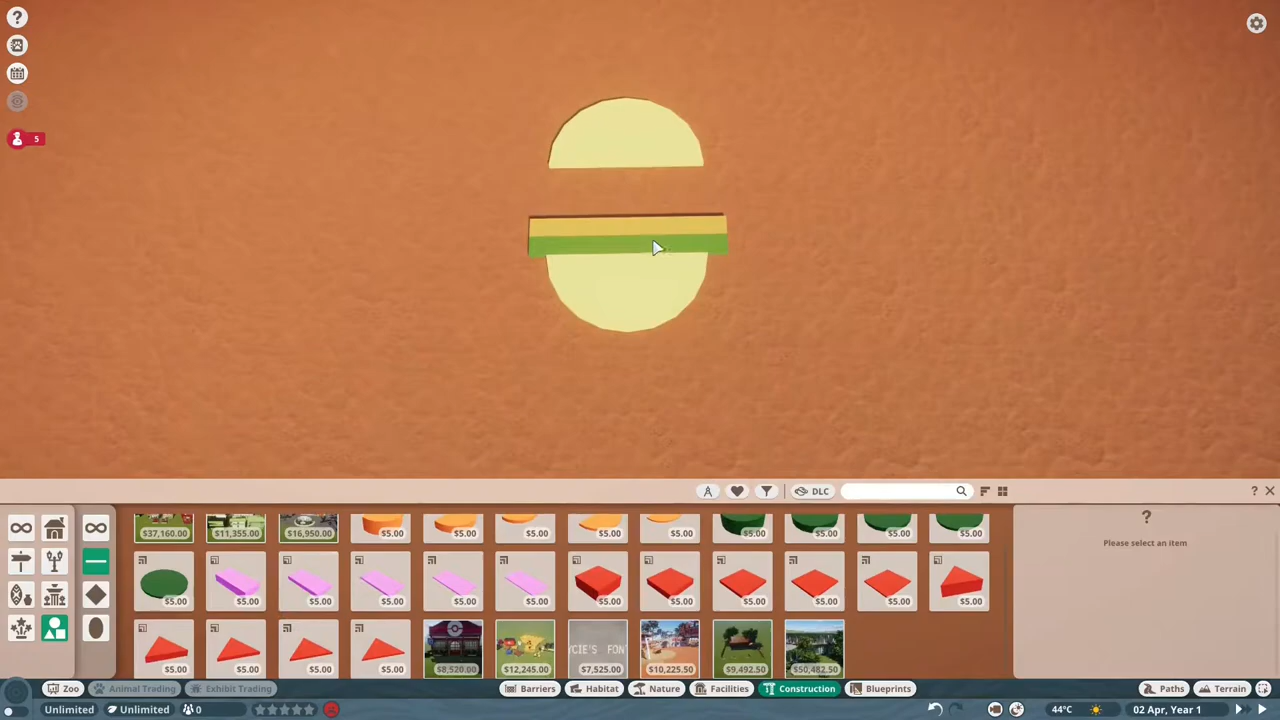 ?
5
DLC
?
$37,160.00 $11,355.00 $16,950.00 $5.00 $5.00 $5.00 $5.00 $5.00 $5.00 $5.00 $5.00 $5.00
$5.00 $5.00 $5.00 $5.00 $5.00 $5.00 $5.00 $5.00 $5.00 $5.00 $5.00 $5.00
$5.00 $5.00 $5.00 $5.00 $8,520.00 $12,245.00 $7,525.00 $10,225.50 $9,492.50 $50,482.50
?
Please select an item
Zoo Animal Trading Exhibit Trading Barriers Habitat Nature Facilities Construction Blueprints Paths Terrain
Unlimited Unlimited 0 44°C 02 Apr, Year 1